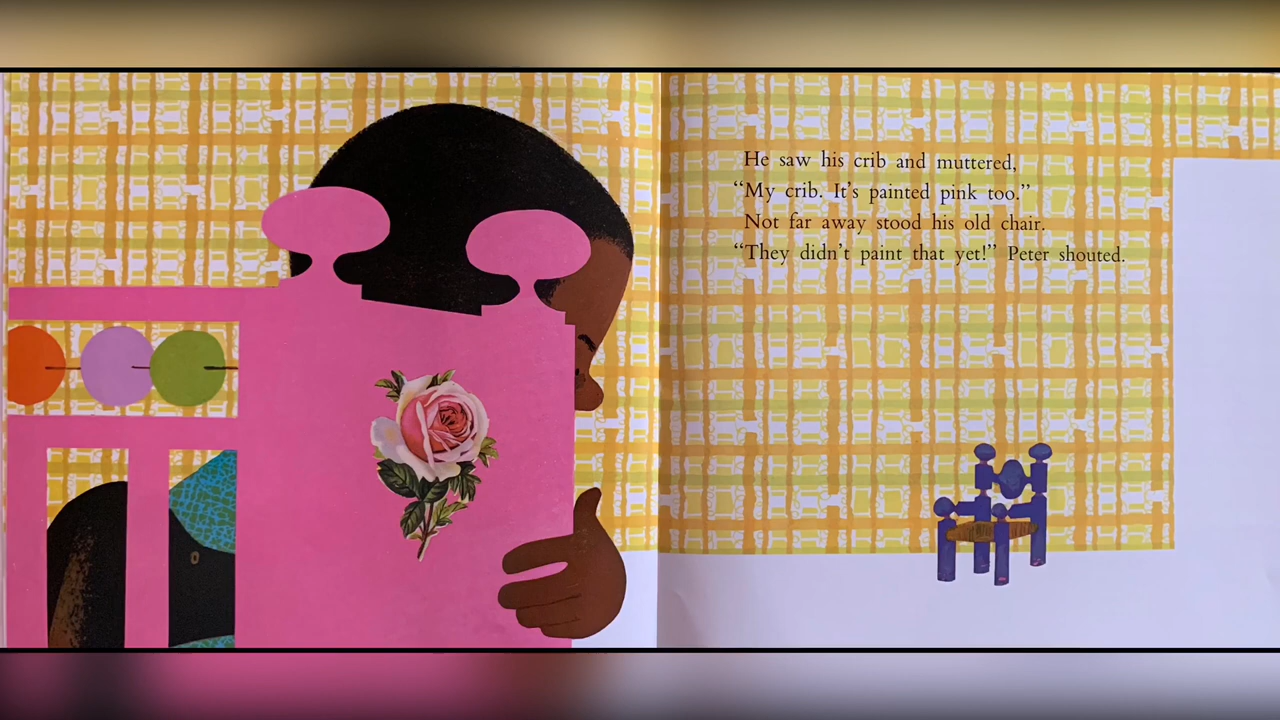 He saw his crib and muttered,
“My crib. It’s painted pink too.”
Not far away stood his old chair.
“They didn’t paint that yet!” Peter shouted.